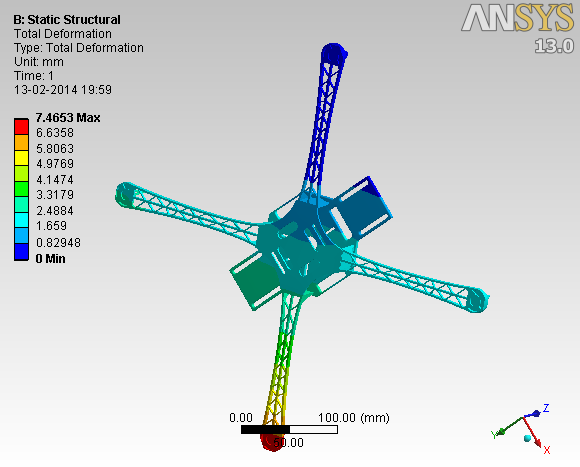 B: Static Structural
Total Deformation
Type: Total Deformation
Unit: mm
Time: 1
13-02-2014 19:59
7.4653 Max
6.6358
5.8063
4.9769
4.1474
3.3179
2.4884
1.659
0.82948
0 Min
ANSYS
13.0
0.00 100.00 (mm)
50.00
Z
Y
X